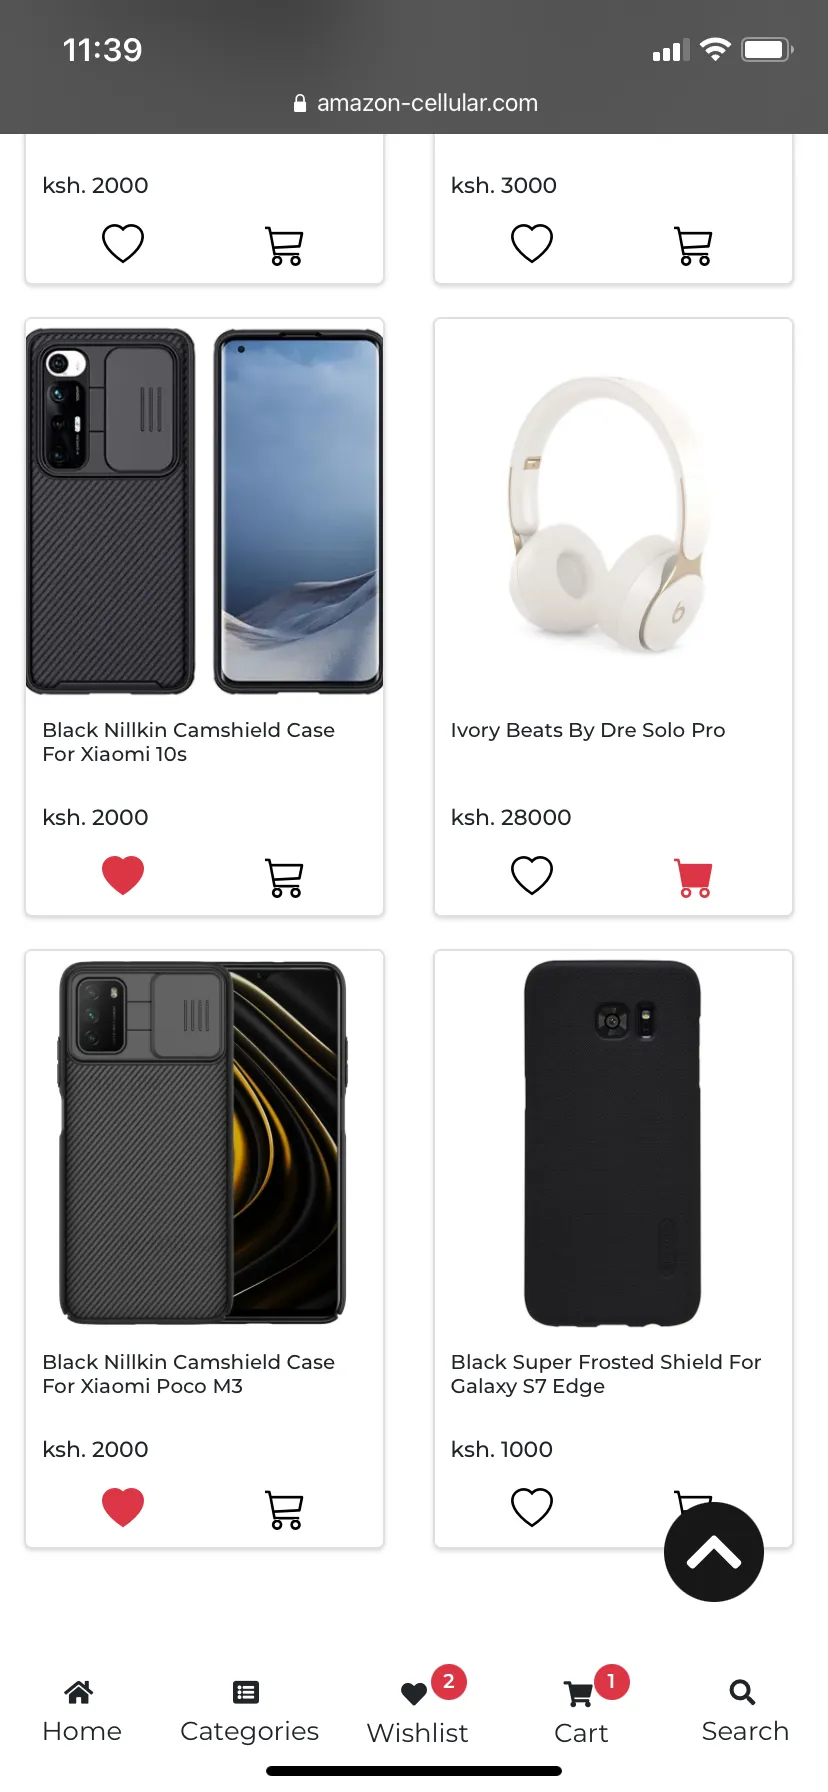 11:39
amazon-cellular.com
ksh. 2000
ksh. 3000
Black Nillkin Camshield Case
For Xiaomi 10s
ksh. 2000
Ivory Beats By Dre Solo Pro
ksh. 28000
Black Nillkin Camshield Case
For Xiaomi Poco M3
ksh. 2000
Black Super Frosted Shield For
Galaxy S7 Edge
ksh. 1000
Home
Categories
2
Wishlist
1
Cart
Search